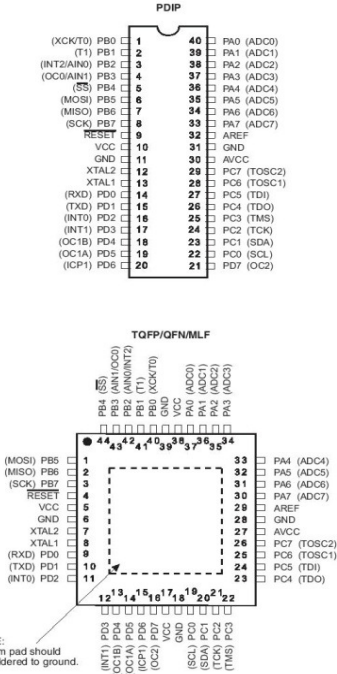 PDIP
(XCK/T0) PB0 1 40 PA0 (ADC0)
(T1) PB1 2 39 PA1 (ADC1)
(INT2/AIN0) PB2 3 38 PA2 (ADC2)
(OC0/AIN1) PB3 4 37 PA3 (ADC3)
(SS) PB4 5 36 PA4 (ADC4)
(MOSI) PB5 6 35 PA5 (ADC5)
(MISO) PB6 7 34 PA6 (ADC6)
(SCK) PB7 8 33 PA7 (ADC7)
RESET 9 32 AREF
VCC 10 31 GND
GND 11 30 AVCC
XTAL2 12 29 PC7 (TOSC2)
XTAL1 13 28 PC6 (TOSC1)
(RXD) PD0 14 27 PC5 (TDI)
(TXD) PD1 15 26 PC4 (TDO)
(INT0) PD2 16 25 PC3 (TMS)
(INT1) PD3 17 24 PC2 (TCK)
(OC1B) PD4 18 23 PC1 (SDA)
(OC1A) PD5 19 22 PC0 (SCL)
(ICP1) PD6 20 21 PD7 (OC2)
TQFP/QFN/MLF
PB4 (SS)
PB3 (AIN1/OC0)
PB2 (AIN0/INT2)
PB1 (T1)
PB0 (XCK/T0)
GND
VCC
PA0 (ADC0)
PA1 (ADC1)
PA2 (ADC2)
PA3 (ADC3)
44 43 42 41 40 39 38 37 36 35 34
(MOSI) PB5 1 33 PA4 (ADC4)
(MISO) PB6 2 32 PA5 (ADC5)
(SCK) PB7 3 31 PA6 (ADC6)
RESET 4 30 PA7 (ADC7)
VCC 5 29 AREF
GND 6 28 GND
XTAL2 7 27 AVCC
XTAL1 8 26 PC7 (TOSC2)
(RXD) PD0 9 25 PC6 (TOSC1)
(TXD) PD1 10 24 PC5 (TDI)
(INT0) PD2 11 23 PC4 (TDO)
12 13 14 15 16 17 18 19 20 21 22
(INT1) PD3
(OC1B) PD4
(OC1A) PD5
(ICP1) PD6
(OC2) PD7
VCC
GND
(SCL) PC0
(SDA) PC1
(TCK) PC2
(TMS) PC3
E:
m pad should
ldered to ground.